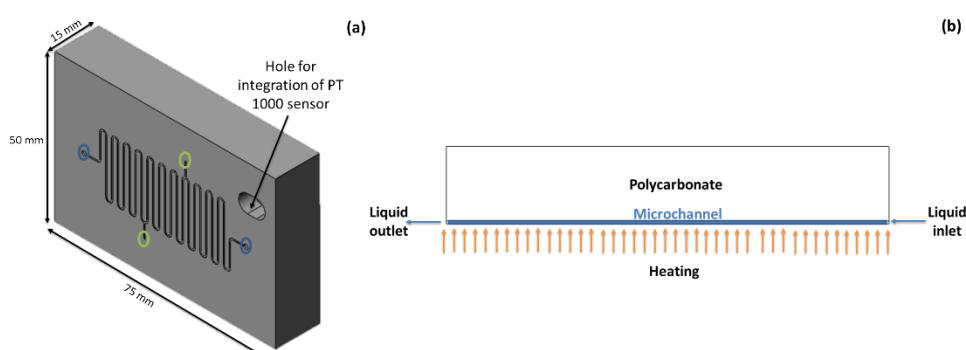 15 mm
(a)
Hole for
integration of PT
1000 sensor
50 mm
75 mm
(b)
Polycarbonate
Microchannel
Liquid
outlet
Liquid
inlet
Heating